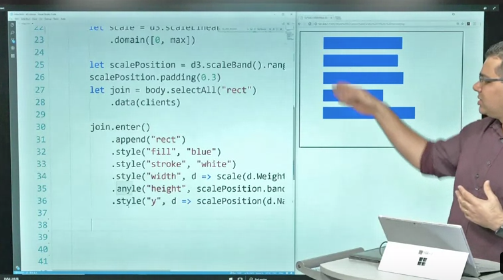 22 let scale = d3.scaleLinear
23 .domain([0, max])
24
25 let scalePosition = d3.scaleBand().rang
26 scalePosition.padding(0.3)
27 let join = body.selectAll("rect")
28 .data(clients)
29
30 join.enter()
31 .append("rect")
32 .style("fill", "blue")
33 .style("stroke", "white")
34 .style("width", d => scale(d.Weight
35 .anyle("height", scalePosition.band
36 .style("y", d => scalePosition(d.Na
37
38
39
40
41